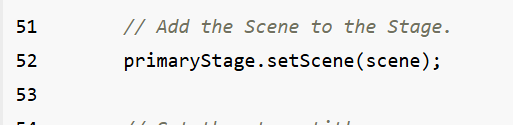 51 // Add the Scene to the Stage.
52 primaryStage.setScene(scene);
53